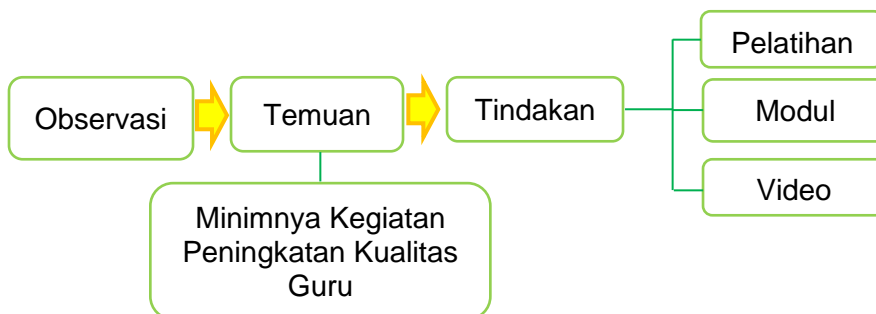 Observasi
Temuan
Tindakan
Pelatihan
Modul
Video
Minimnya Kegiatan
Peningkatan Kualitas
Guru